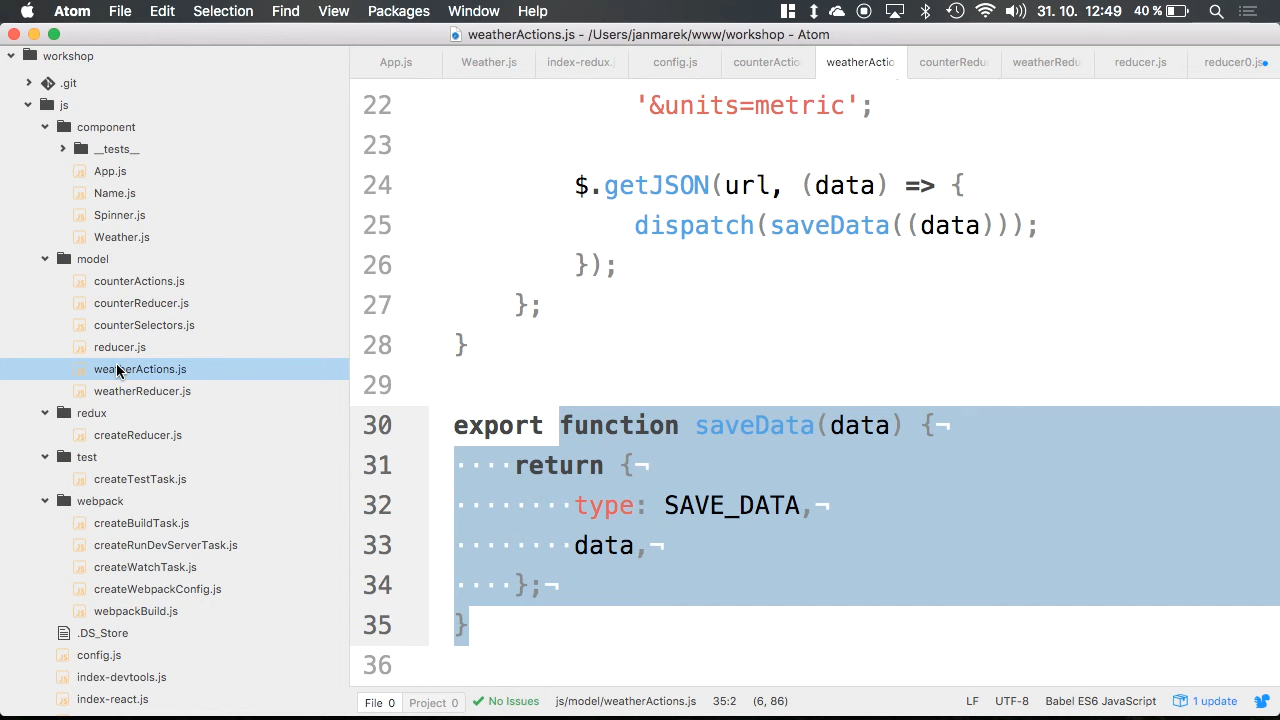 Atom File Edit Selection Find View Packages Window Help 31. 10. 12:49 40 %
weatherActions.js - /Users/janmarek/www/workshop - Atom
workshop
.git
js
component
__tests__
App.js
Name.js
Spinner.js
Weather.js
model
counterActions.js
counterReducer.js
counterSelectors.js
reducer.js
weatherActions.js
weatherReducer.js
redux
createReducer.js
test
createTestTask.js
webpack
createBuildTask.js
createRunDevServerTask.js
createWatchTask.js
createWebpackConfig.js
webpackBuild.js
.DS_Store
config.js
index-devtools.js
index-react.js
App.js Weather.js index-redux. config.js counterActio weatherActio counterRedu weatherRedu reducer.js reducer0.js
22 '&units=metric';
23
24 $.getJSON(url, (data) => {
25 dispatch(saveData((data)));
26 });
27 };
28 }
29
30 export function saveData(data) {¬
31 ····return {¬
32 ········type: SAVE_DATA,¬
33 ········data,¬
34 ····};¬
35 }
36
File 0 Project 0 No Issues js/model/weatherActions.js 35:2 (6, 86) LF UTF-8 Babel ES6 JavaScript 1 update